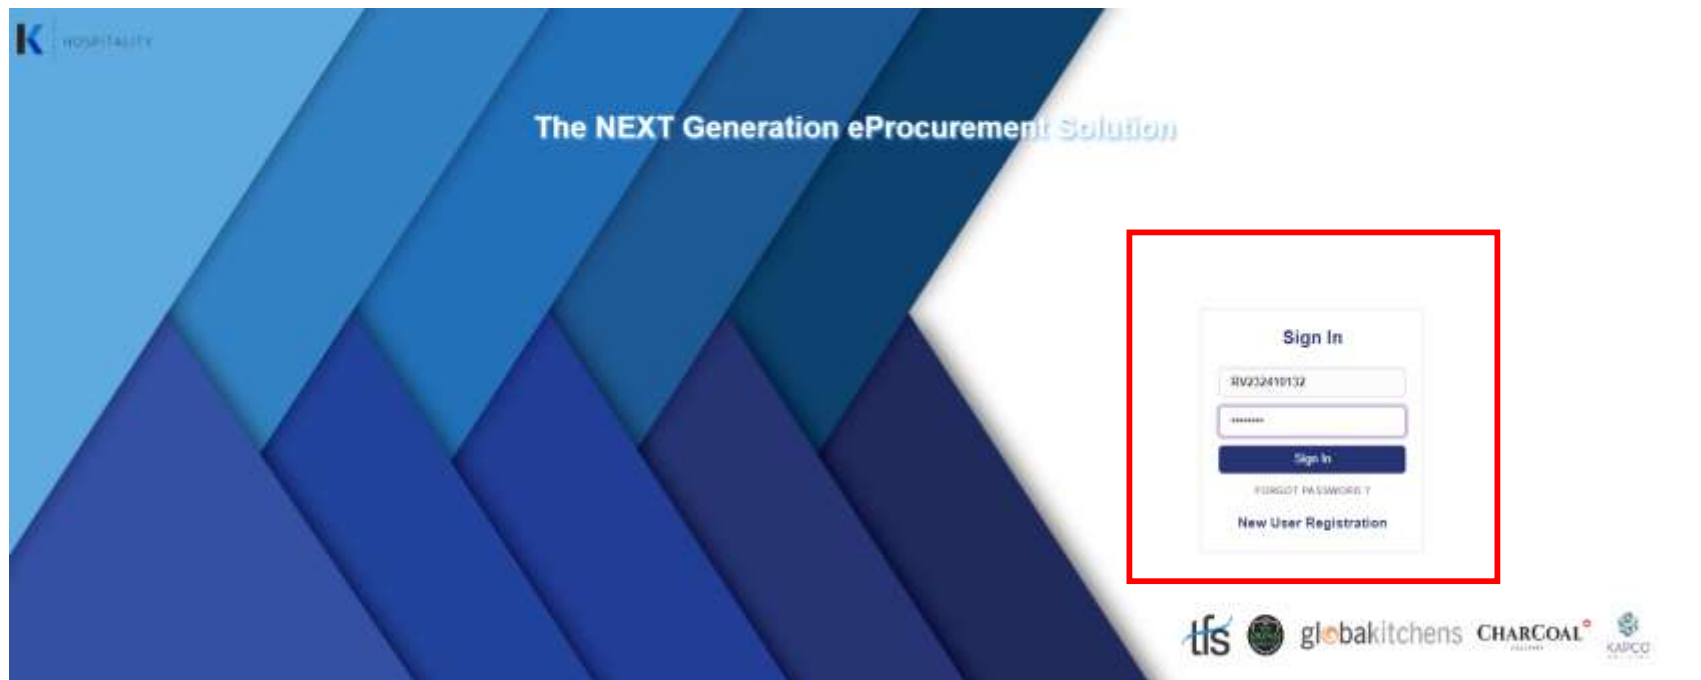 K HOSPITALITY
The NEXT Generation eProcurement Solution
Sign In
RV232410132
········
Sign In
FORGOT PASSWORD ?
New User Registration
tfs
globakitchens
CHARCOAL
KAPCO